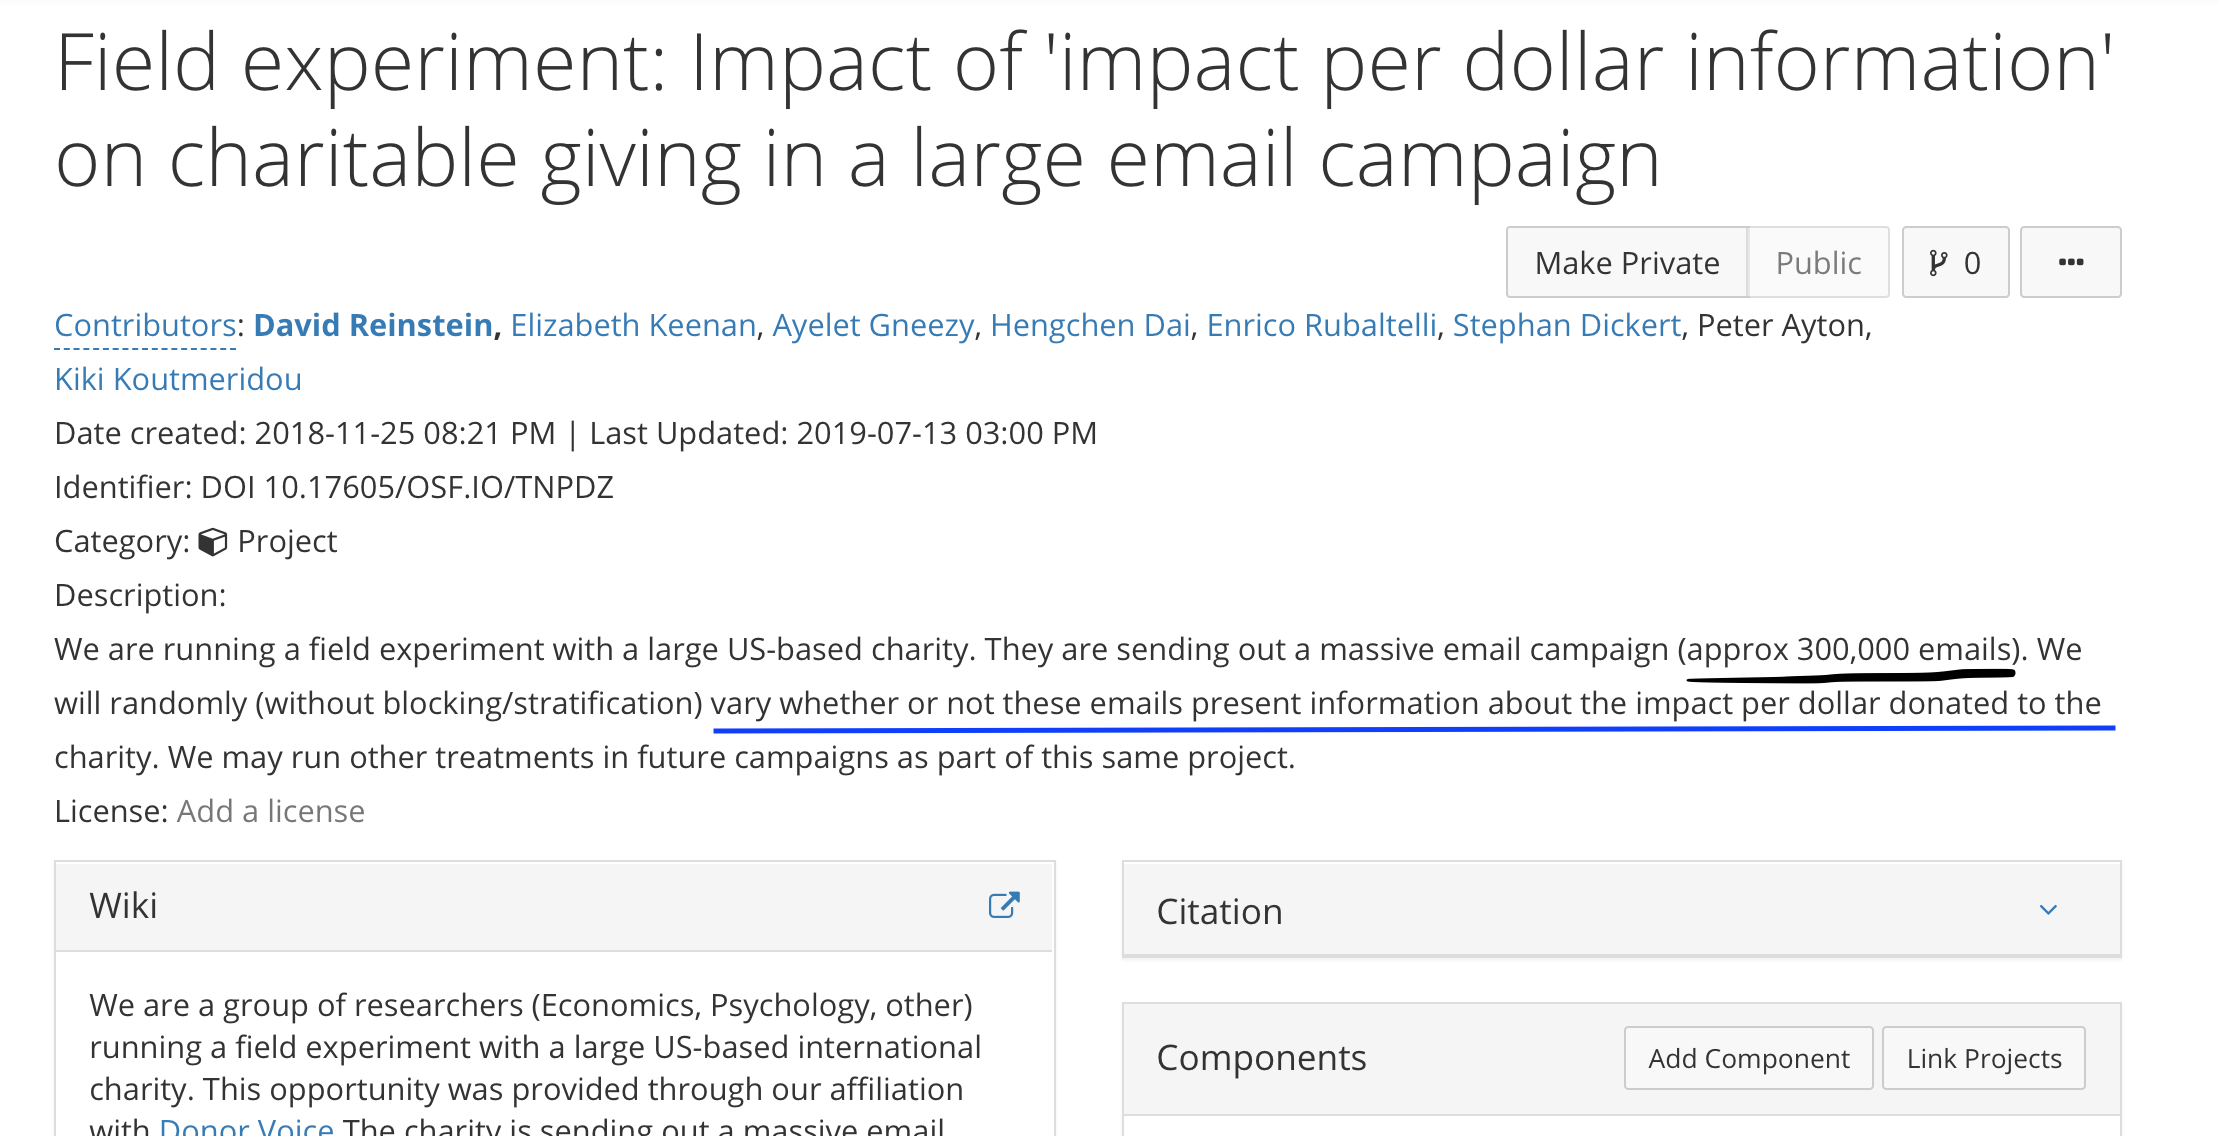 Field experiment: Impact of 'impact per dollar information'
on charitable giving in a large email campaign
Make Private Public 0 ...
Contributors: David Reinstein, Elizabeth Keenan, Ayelet Gneezy, Hengchen Dai, Enrico Rubaltelli, Stephan Dickert, Peter Ayton,
Kiki Koutmeridou
Date created: 2018-11-25 08:21 PM | Last Updated: 2019-07-13 03:00 PM
Identifier: DOI 10.17605/OSF.IO/TNPDZ
Category: Project
Description:
We are running a field experiment with a large US-based charity. They are sending out a massive email campaign (approx 300,000 emails). We
will randomly (without blocking/stratification) vary whether or not these emails present information about the impact per dollar donated to the
charity. We may run other treatments in future campaigns as part of this same project.
License: Add a license
Wiki
We are a group of researchers (Economics, Psychology, other)
running a field experiment with a large US-based international
charity. This opportunity was provided through our affiliation
with Donor Voice The charity is sending out a massive email
Citation
Components Add Component Link Projects